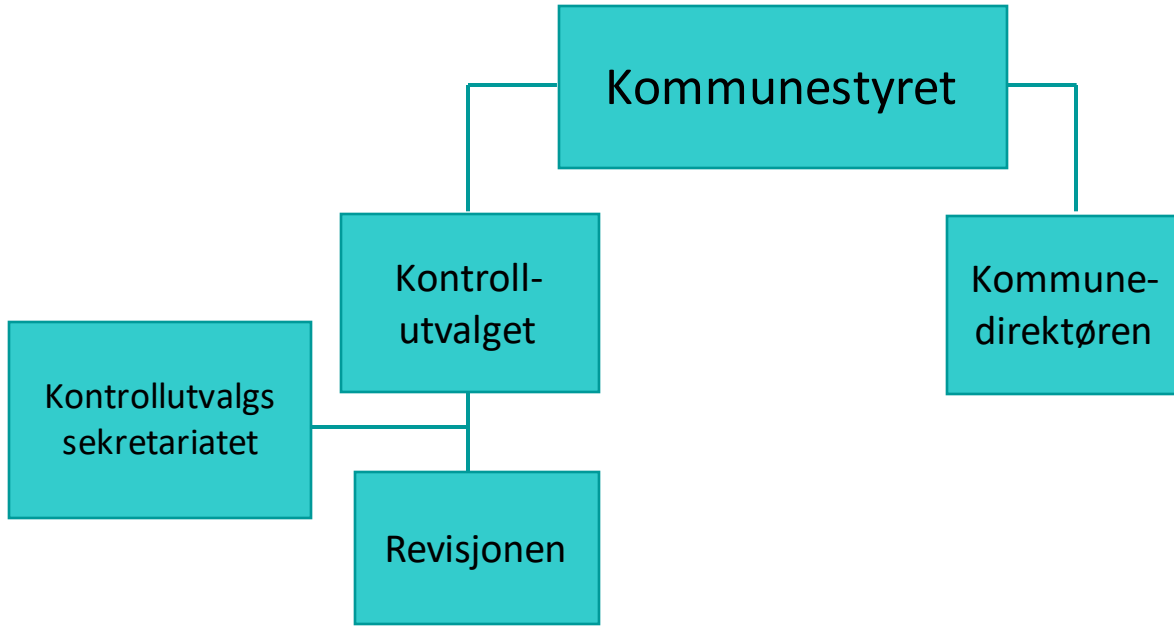 Kommunestyret
Kontroll-
utvalget
Kommune-
direktøren
Kontrollutvalgs
sekretariatet
Revisjonen